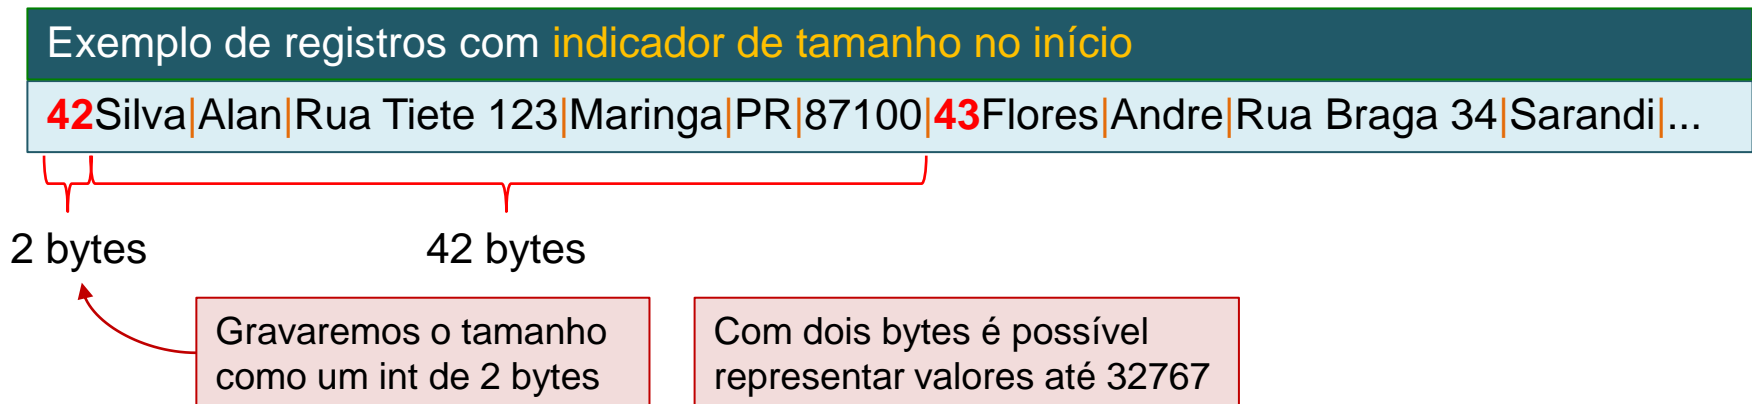 Exemplo de registros com indicador de tamanho no início
42Silva|Alan|Rua Tiete 123|Maringa|PR|87100|43Flores|Andre|Rua Braga 34|Sarandi|...
2 bytes
42 bytes
Gravaremos o tamanho
como um int de 2 bytes
Com dois bytes é possível
representar valores até 32767